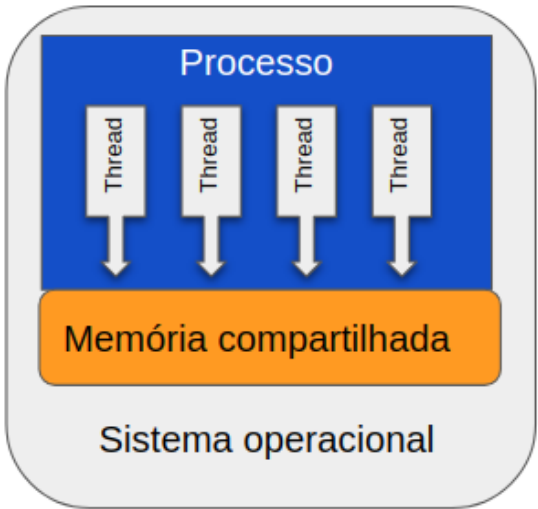 Processo
Thread
Thread
Thread
Thread
Memória compartilhada
Sistema operacional